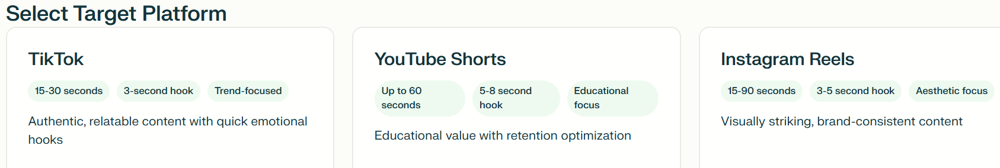 Select Target Platform
TikTok
15-30 seconds
3-second hook
Trend-focused
Authentic, relatable content with quick emotional
hooks
YouTube Shorts
Up to 60
seconds
5-8 second
hook
Educational
focus
Educational value with retention optimization
Instagram Reels
15-90 seconds
3-5 second hook
Aesthetic focus
Visually striking, brand-consistent content